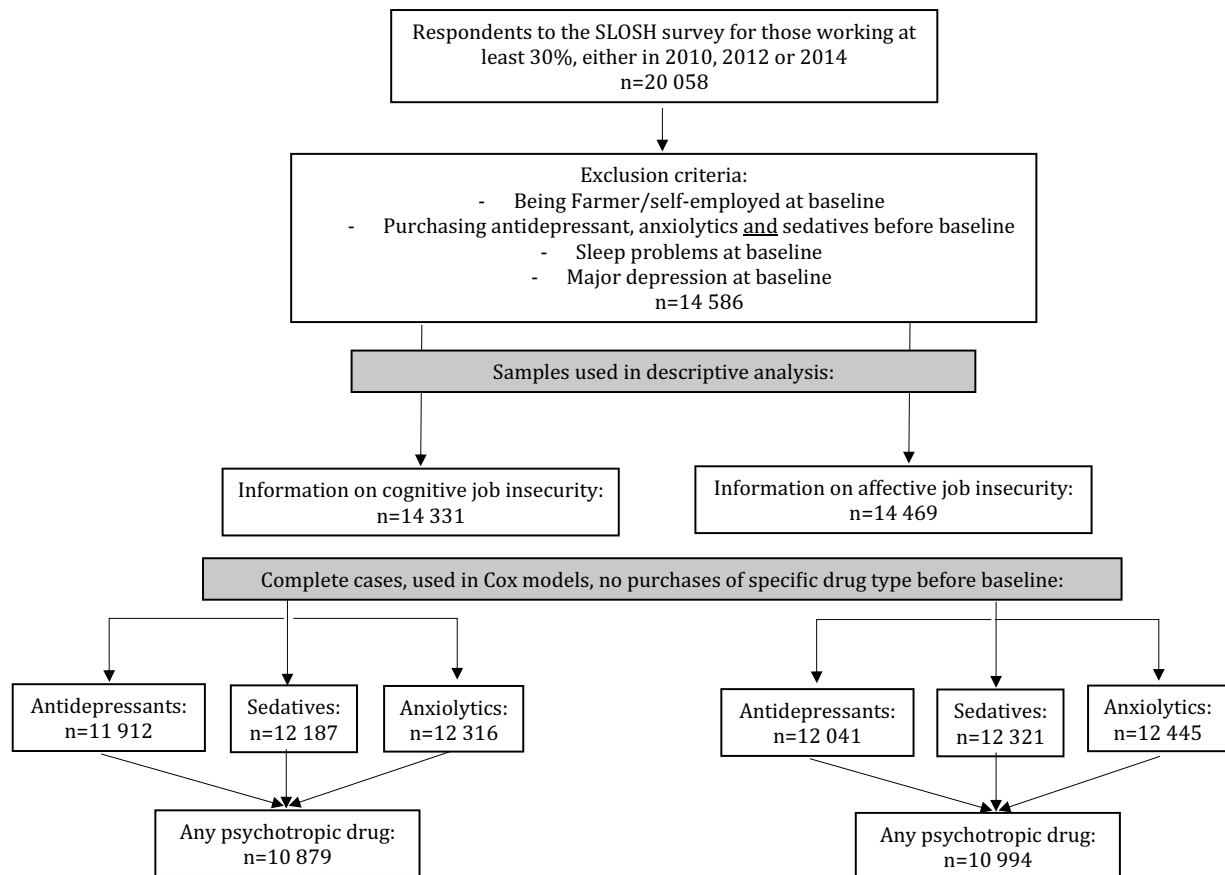 Respondents to the SLOSH survey for those working at
least 30%, either in 2010, 2012 or 2014
n=20 058
Exclusion criteria:
- Being Farmer/self-employed at baseline
- Purchasing antidepressant, anxiolytics and sedatives before baseline
- Sleep problems at baseline
- Major depression at baseline
n=14 586
Samples used in descriptive analysis:
Information on cognitive job insecurity:
n=14 331
Information on affective job insecurity:
n=14 469
Complete cases, used in Cox models, no purchases of specific drug type before baseline:
Antidepressants:
n=11 912
Sedatives:
n=12 187
Anxiolytics:
n=12 316
Antidepressants:
n=12 041
Sedatives:
n=12 321
Anxiolytics:
n=12 445
Any psychotropic drug:
n=10 879
Any psychotropic drug:
n=10 994